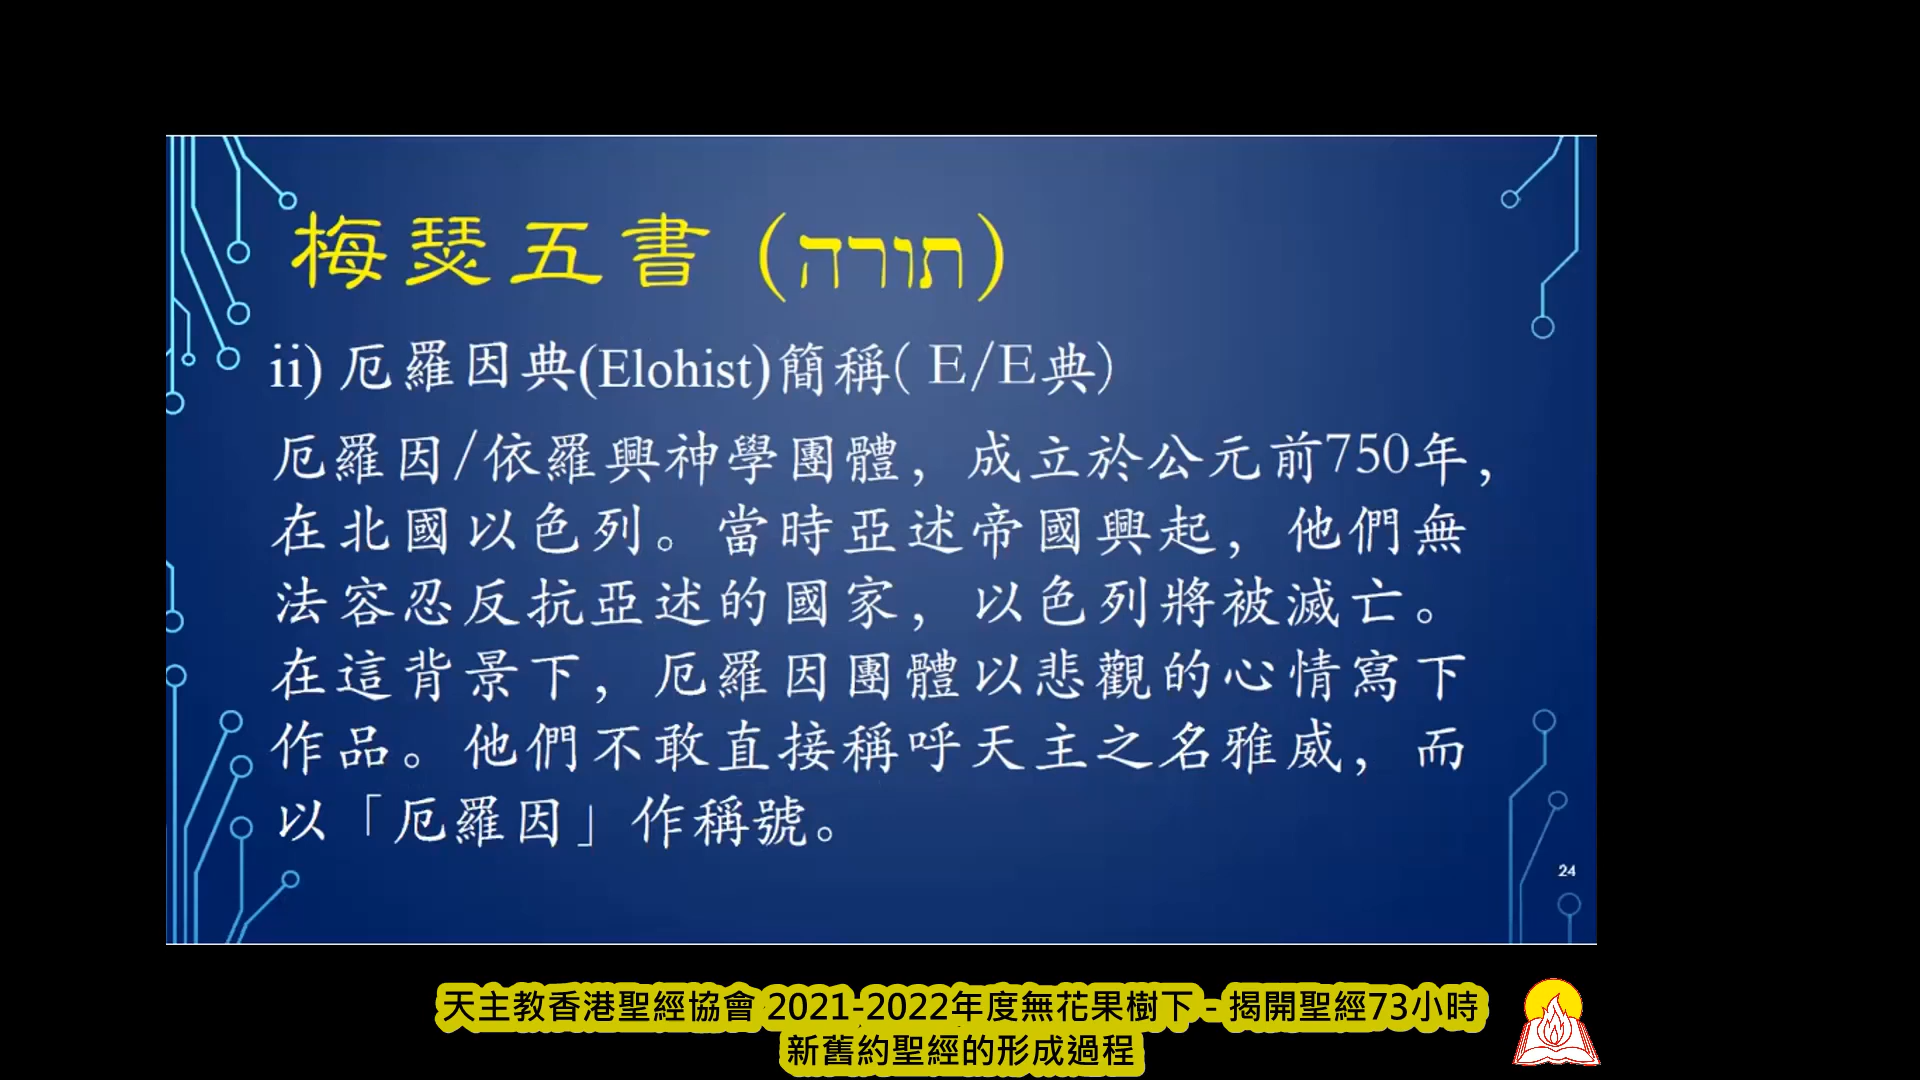 梅瑟五書 (תורה)
ii) 厄羅因典(Elohist)簡稱( E/E典)
厄羅因/依羅興神學團體，成立於公元前750年，
在北國以色列。當時亞述帝國興起，他們無
法容忍反抗亞述的國家，以色列將被滅亡。
在這背景下，厄羅因團體以悲觀的心情寫下
作品。他們不敢直接稱呼天主之名雅威，而
以「厄羅因」作稱號。
24
天主教香港聖經協會 2021-2022年度無花果樹下 - 揭開聖經73小時
新舊約聖經的形成過程